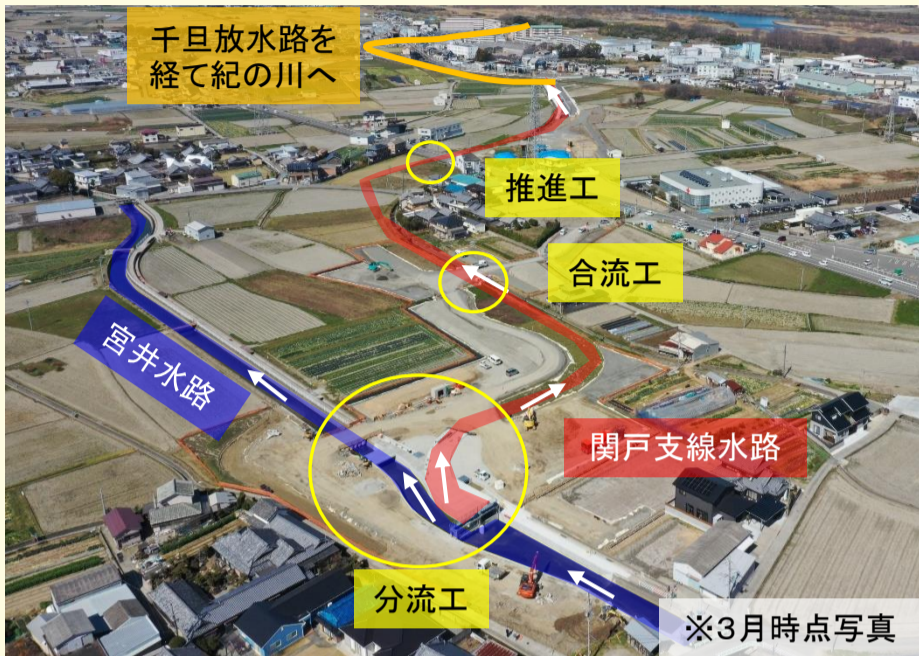 千旦放水路を
経て紀の川へ
推進工
合流工
宮井水路
関戸支線水路
分流工
※3月時点写真